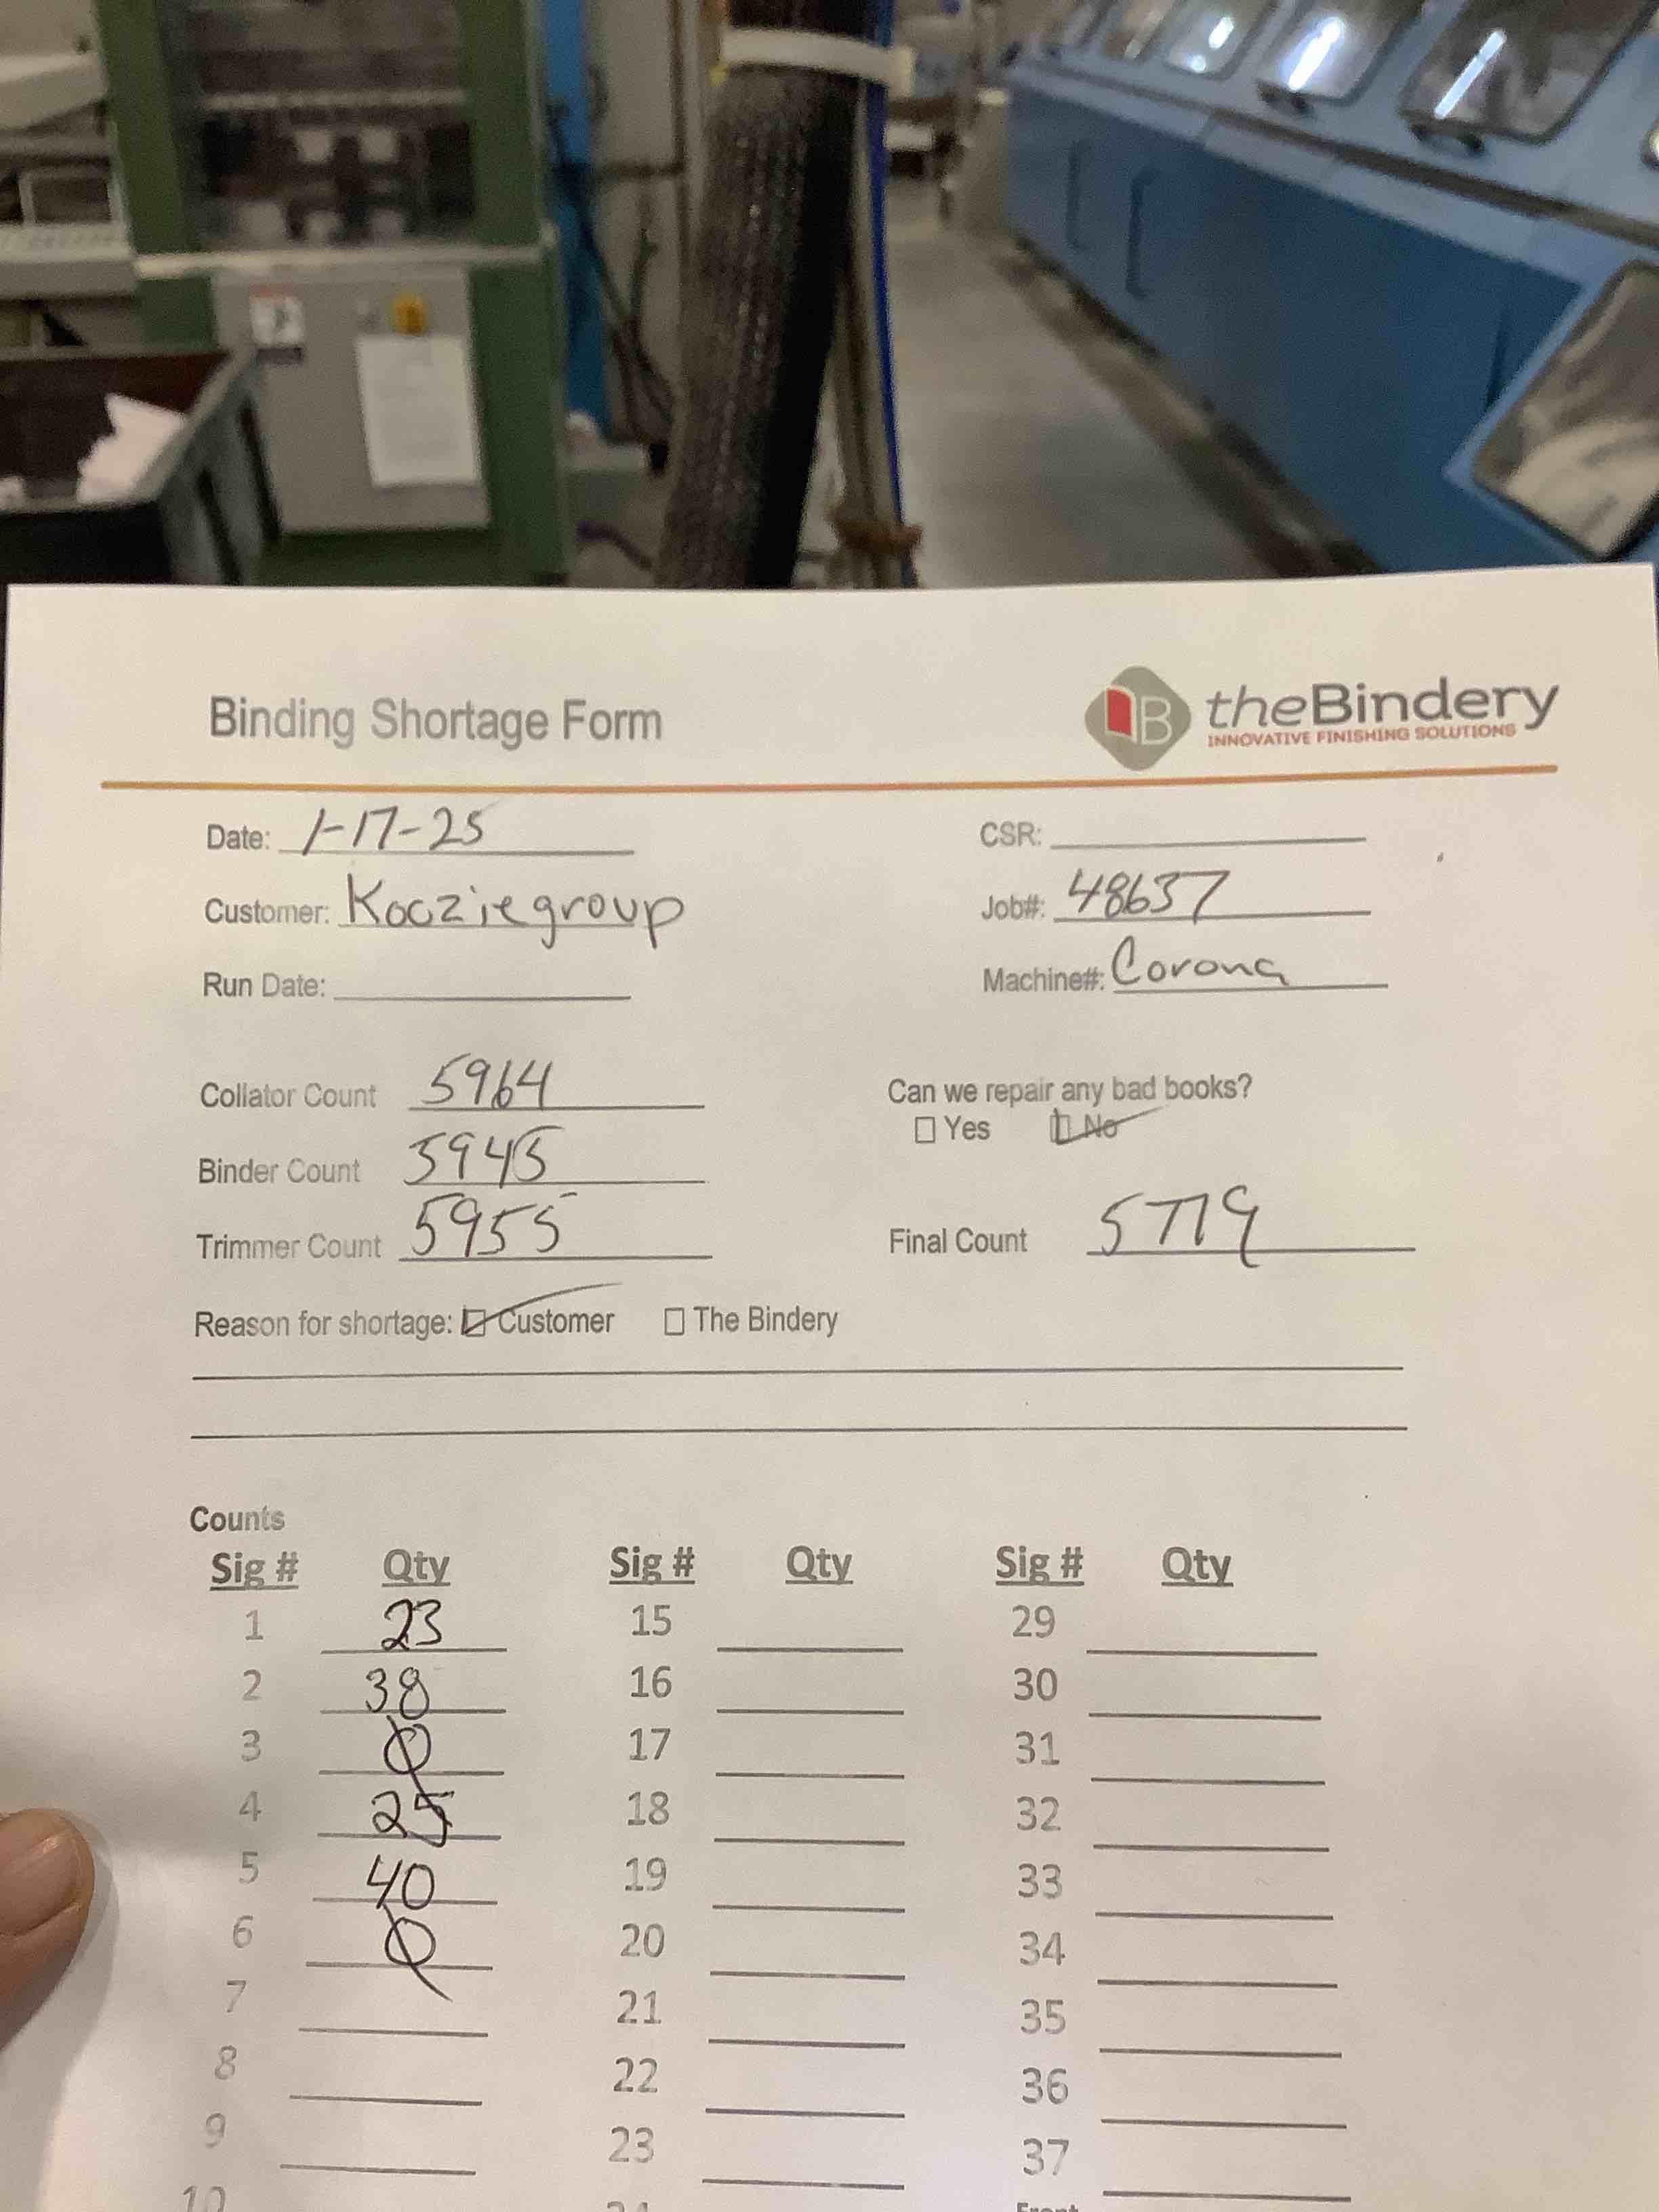 Binding Shortage Form
B theBindery
INNOVATIVE FINISHING SOLUTIONS
Date: 1-17-25 CSR:
Customer: Kooziegroup Job#: 48637
Run Date: Machine#: Corona
Collator Count 5964 Can we repair any bad books?
☐ Yes ☑ No
Binder Count 5945
Trimmer Count 5955 Final Count 5779
Reason for shortage: ☑ Customer ☐ The Bindery
Counts
Sig # Qty Sig # Qty Sig # Qty
1 23 15 29
2 38 16 30
3 0 17 31
4 25 18 32
5 40 19 33
6 0 20 34
7 21 35
8 22 36
9 23 37
10